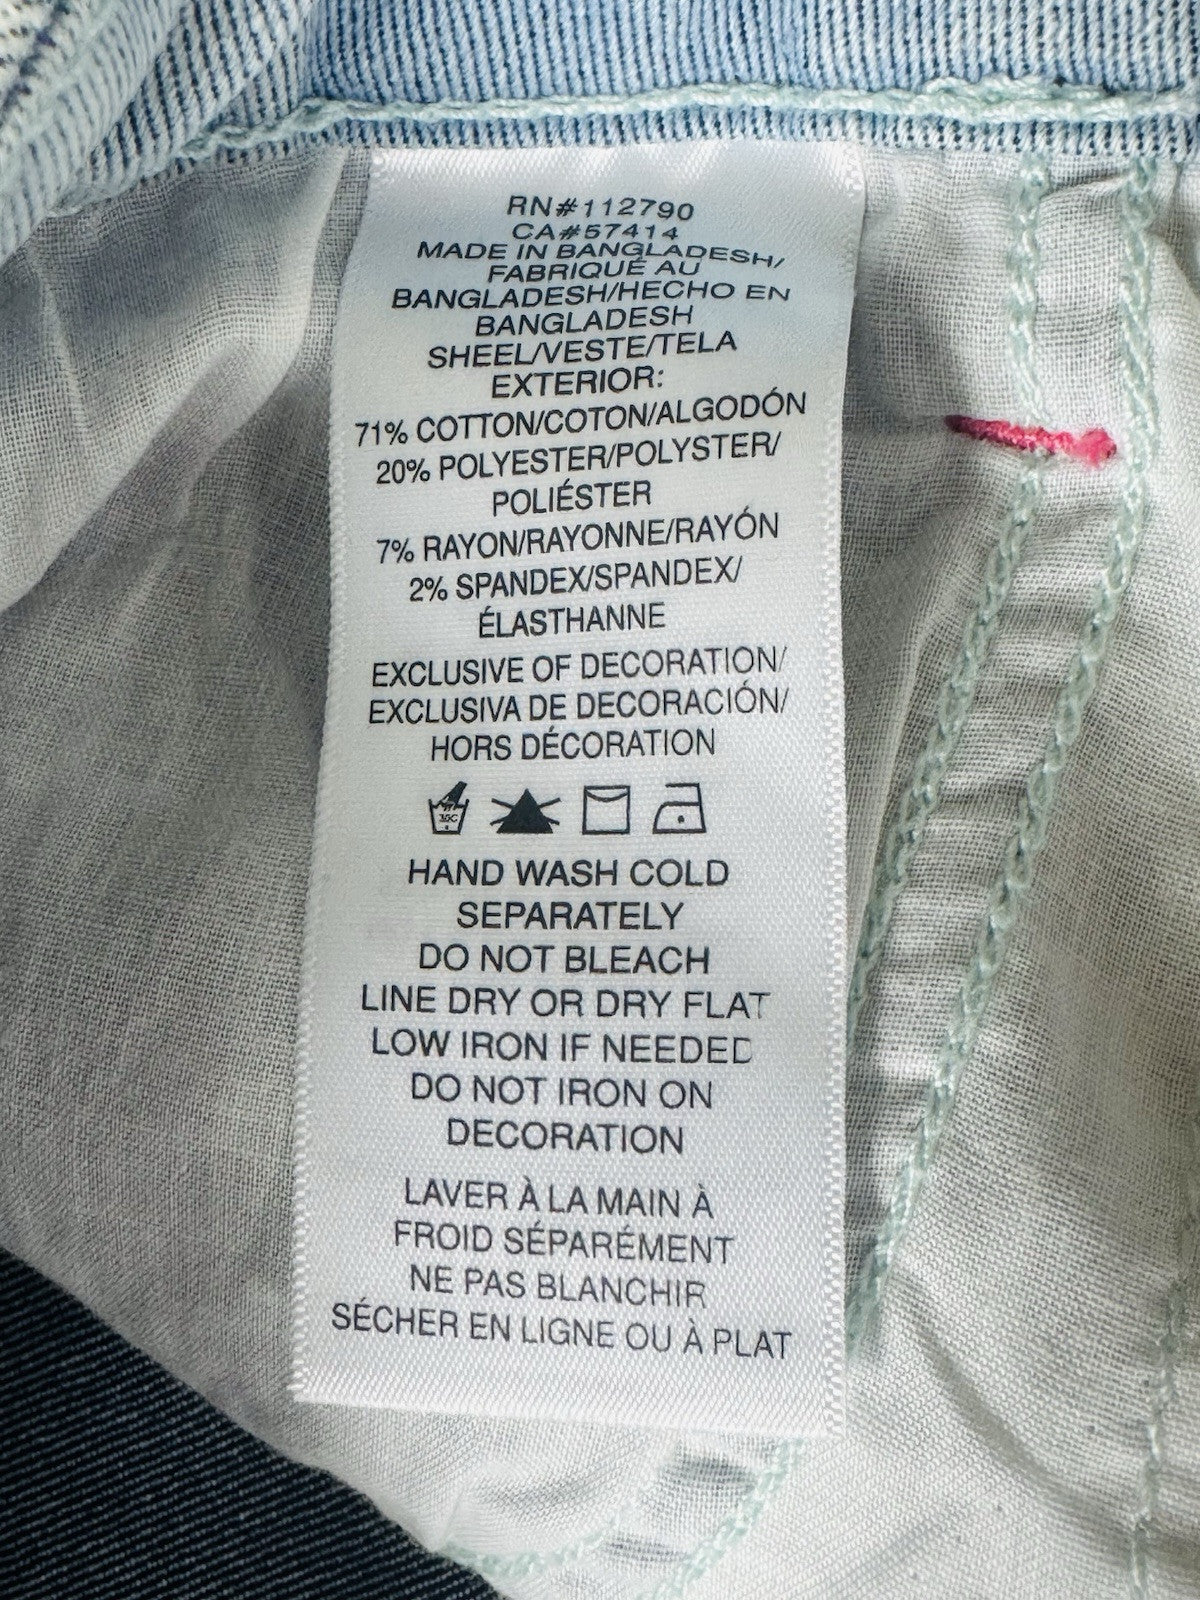 RN#112790
CA#57414
MADE IN BANGLADESH/
FABRIQUÉ AU
BANGLADESH/HECHO EN
BANGLADESH
SHEEL/VESTE/TELA
EXTERIOR:
71% COTTON/COTON/ALGODÓN
20% POLYESTER/POLYSTER/
POLIÉSTER
7% RAYON/RAYONNE/RAYÓN
2% SPANDEX/SPANDEX/
ÉLASTHANNE
EXCLUSIVE OF DECORATION/
EXCLUSIVA DE DECORACIÓN/
HORS DÉCORATION
30C
HAND WASH COLD
SEPARATELY
DO NOT BLEACH
LINE DRY OR DRY FLAT
LOW IRON IF NEEDED
DO NOT IRON ON
DECORATION
LAVER À LA MAIN À
FROID SÉPARÉMENT
NE PAS BLANCHIR
SÉCHER EN LIGNE OU À PLAT